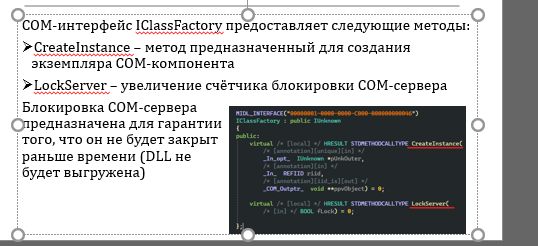 COM-интерфейс IClassFactory предоставляет следующие методы:
➢CreateInstance – метод предназначенный для создания
экземпляра COM-компонента
➢LockServer – увеличение счётчика блокировки COM-сервера
Блокировка COM-сервера
предназначена для гарантии
того, что он не будет закрыт
раньше времени (DLL не
будет выгружена)
MIDL_INTERFACE("00000001-0000-0000-C000-000000000046")
IClassFactory : public IUnknown
{
public:
virtual /* [local] */ HRESULT STDMETHODCALLTYPE CreateInstance(
/* [annotation][unique][in] */
_In_opt_ IUnknown *pUnkOuter,
/* [annotation][in] */
_In_ REFIID riid,
/* [annotation][iid_is][out] */
_COM_Outptr_ void **ppvObject) = 0;
virtual /* [local] */ HRESULT STDMETHODCALLTYPE LockServer(
/* [in] */ BOOL fLock) = 0;
};